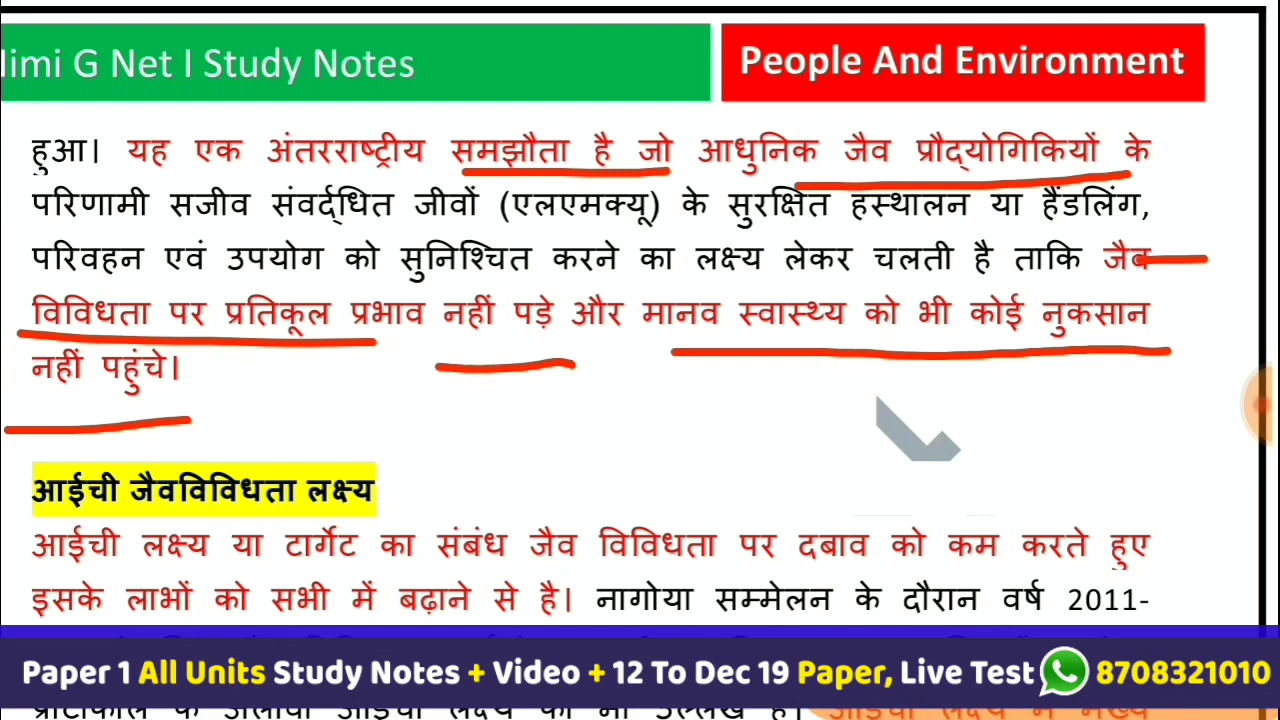 G Net I Study Notes
People And Environment
हुआ। यह एक अंतरराष्ट्रीय समझौता है जो आधुनिक जैव प्रौद्योगिकियों के
परिणामी सजीव संवर्द्धित जीवों (एलएमक्यू) के सुरक्षित हस्थालन या हैंडलिंग,
परिवहन एवं उपयोग को सुनिश्चित करने का लक्ष्य लेकर चलती है ताकि जैव
विविधता पर प्रतिकूल प्रभाव नहीं पड़े और मानव स्वास्थ्य को भी कोई नुकसान
नहीं पहुंचे।
आईची जैवविविधता लक्ष्य
आईची लक्ष्य या टार्गेट का संबंध जैव विविधता पर दबाव को कम करते हुए
इसके लाभों को सभी में बढ़ाने से है। नागोया सम्मेलन के दौरान वर्ष 2011-
Paper 1 All Units Study Notes + Video + 12 To Dec 19 Paper, Live Test 8708321010